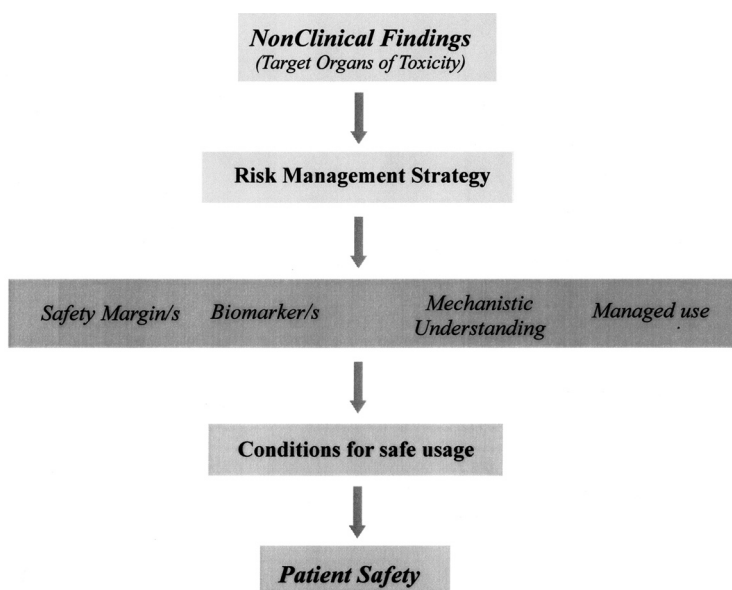 NonClinical Findings
(Target Organs of Toxicity)
Risk Management Strategy
Safety Margin/s Biomarker/s Mechanistic Understanding Managed use
Conditions for safe usage
Patient Safety